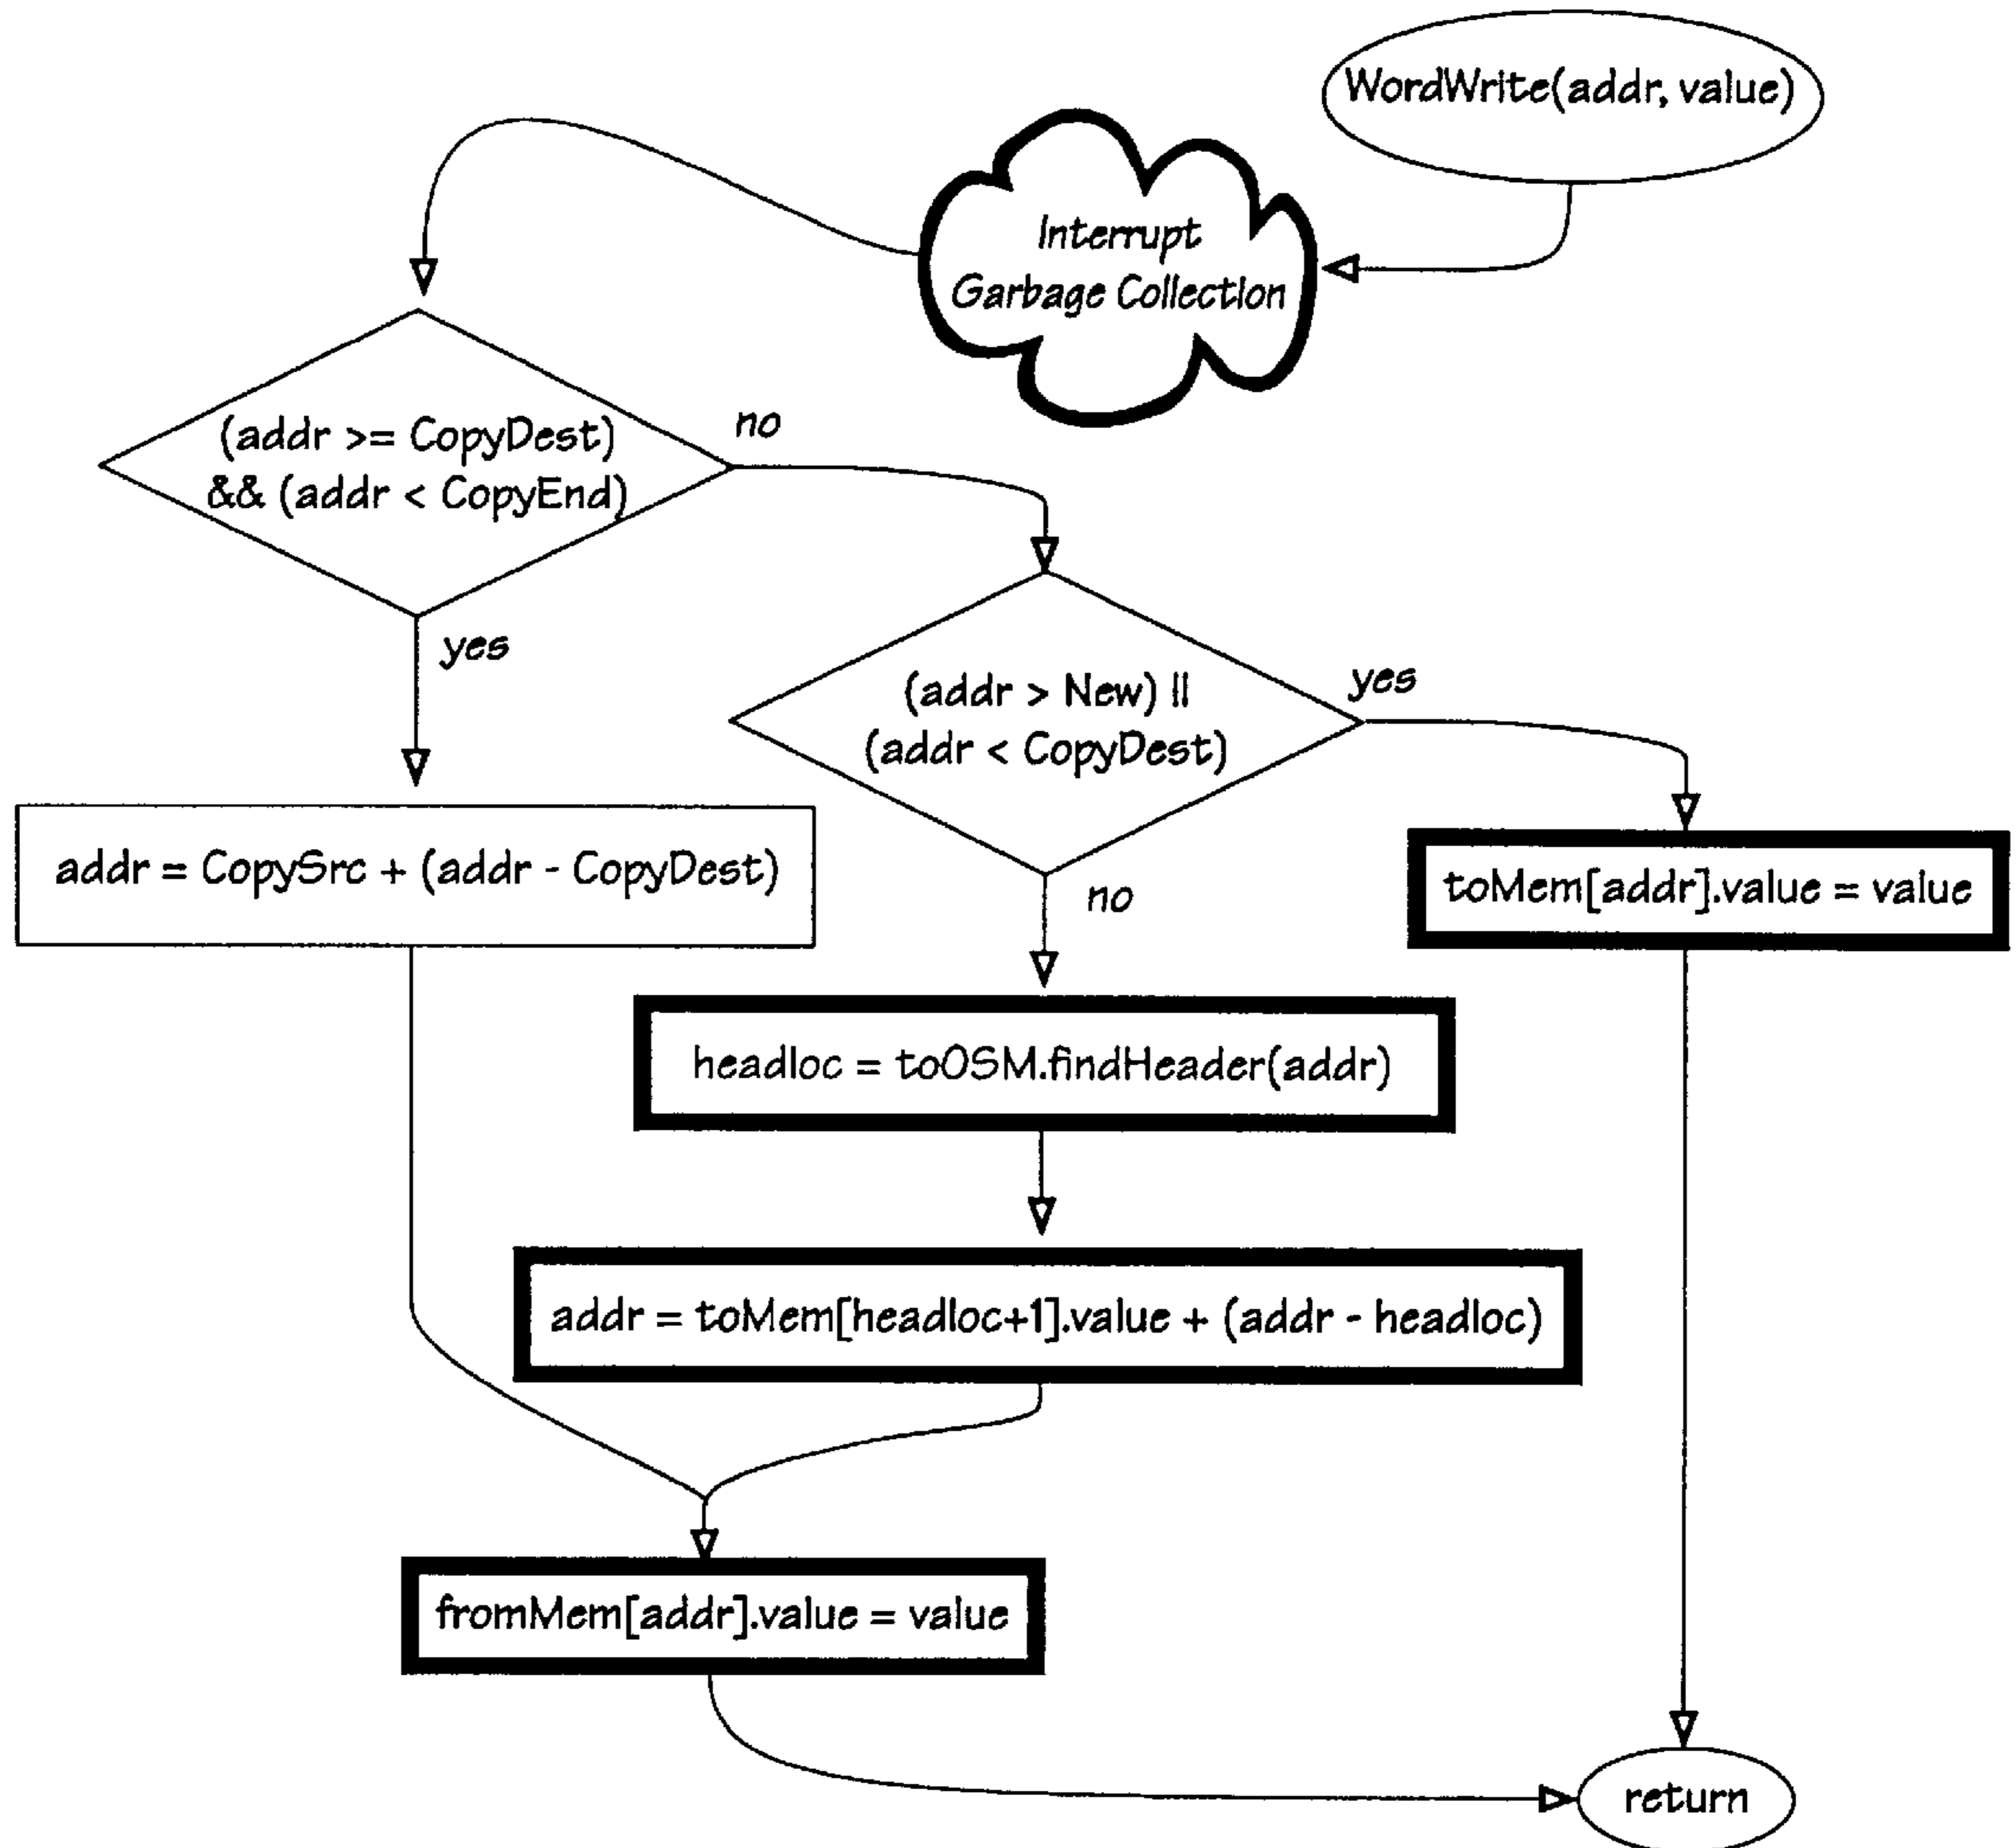 WordWrite(addr, value)
Interrupt
Garbage Collection
(addr >= CopyDest)
&& (addr < CopyEnd)
no
yes
(addr > New) ||
(addr < CopyDest)
yes
no
addr = CopySrc + (addr - CopyDest)
toMem[addr].value = value
headloc = toOSM.findHeader(addr)
addr = toMem[headloc+1].value + (addr - headloc)
fromMem[addr].value = value
return